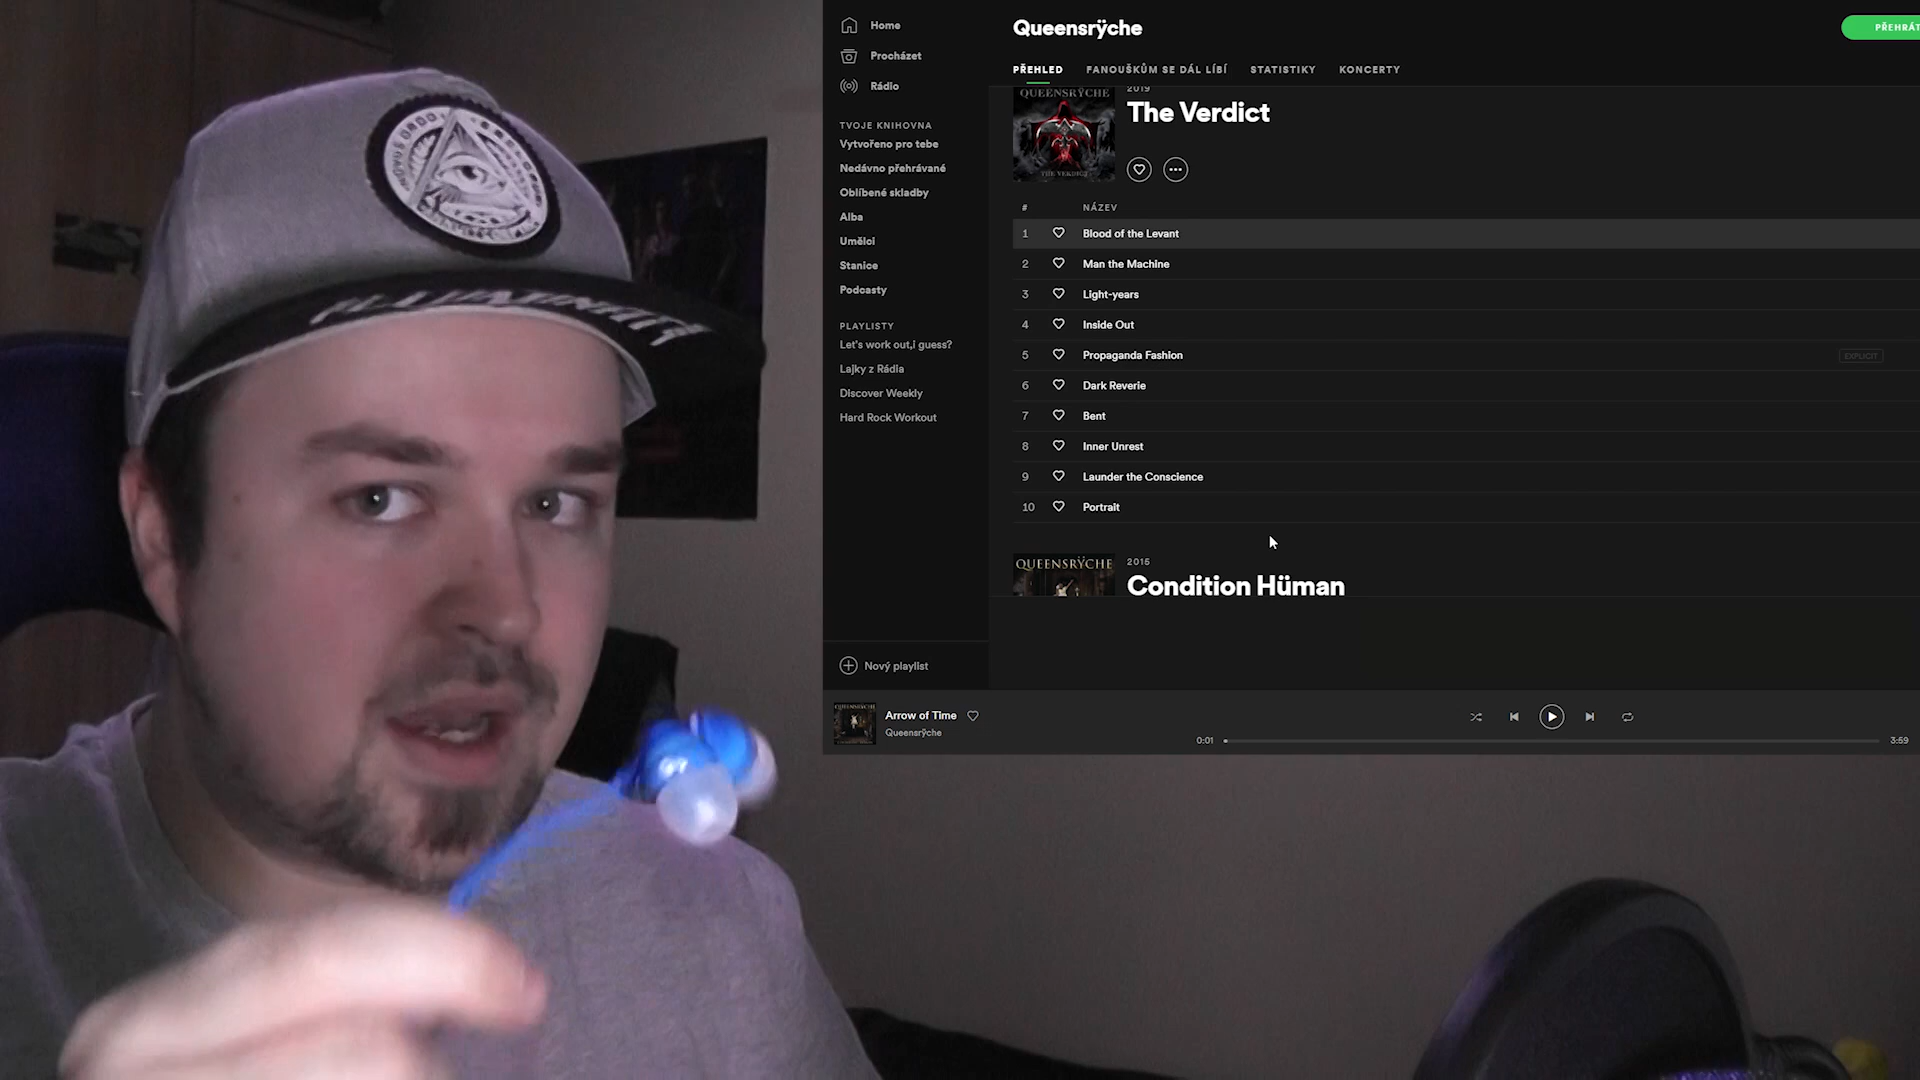 Home
Procházet
Rádio
TVOJE KNIHOVNA
Vytvořeno pro tebe
Nedávno přehrávané
Oblíbené skladby
Alba
Umělci
Stanice
Podcasty
PLAYLISTY
Let's work out,i guess?
Lajky z Rádia
Discover Weekly
Hard Rock Workout
Nový playlist
Queensrÿche
PŘEHRÁT
PŘEHLED FANOUŠKŮM SE DÁL LÍBÍ STATISTIKY KONCERTY
QUEENSRŸCHE
THE VERDICT
2019
The Verdict
# NÁZEV
1 Blood of the Levant
2 Man the Machine
3 Light-years
4 Inside Out
5 Propaganda Fashion EXPLICIT
6 Dark Reverie
7 Bent
8 Inner Unrest
9 Launder the Conscience
10 Portrait
QUEENSRŸCHE
2015
Condition Hüman
Arrow of Time
Queensrÿche
0:01
3:59